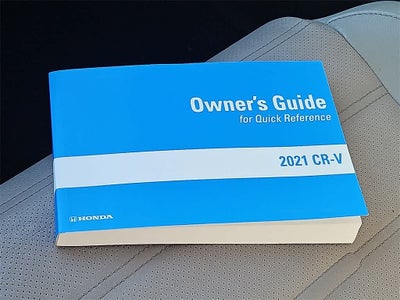 Owner's Guide
for Quick Reference
2021 CR-V
HONDA